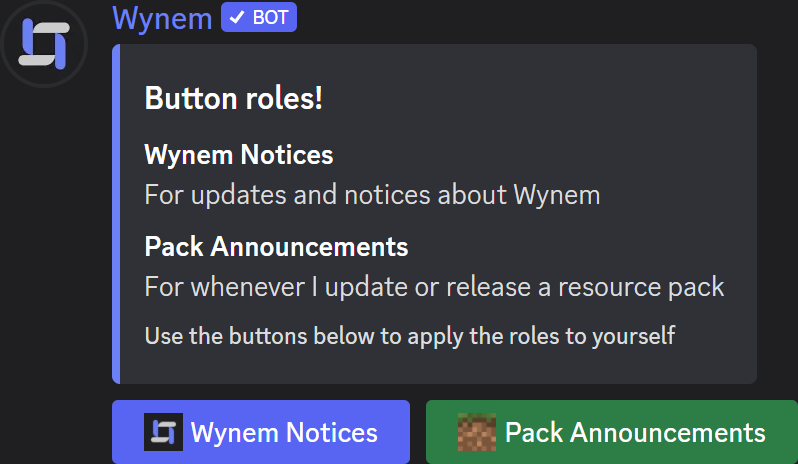 Wynem ✓ BOT
Button roles!
Wynem Notices
For updates and notices about Wynem
Pack Announcements
For whenever I update or release a resource pack
Use the buttons below to apply the roles to yourself
Wynem Notices
Pack Announcements